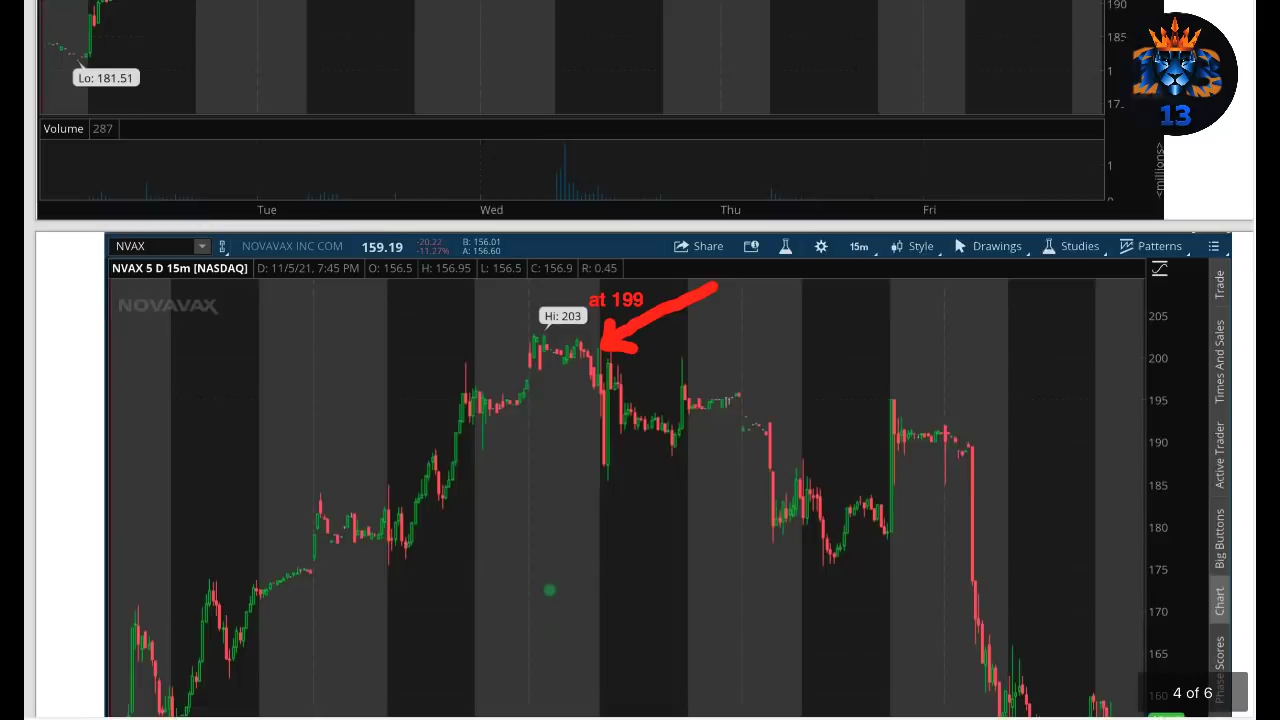 190
185
1
17.
Lo: 181.51
13
Volume 287
1
<millions>
Tue Wed Thu Fri
NVAX NOVAVAX INC COM 159.19 -20.22 B: 156.01 Share 15m Style Drawings Studies Patterns
-11.27% A: 156.60
NVAX 5 D 15m [NASDAQ] D: 11/5/21, 7:45 PM O: 156.5 H: 156.95 L: 156.5 C: 156.9 R: 0.45
NOVAVAX
at 199
Hi: 203
205
200
195
190
185
180
175
170
165
160
Trade
Times And Sales
Active Trader
Big Buttons
Chart
Phase Scores
4 of 6